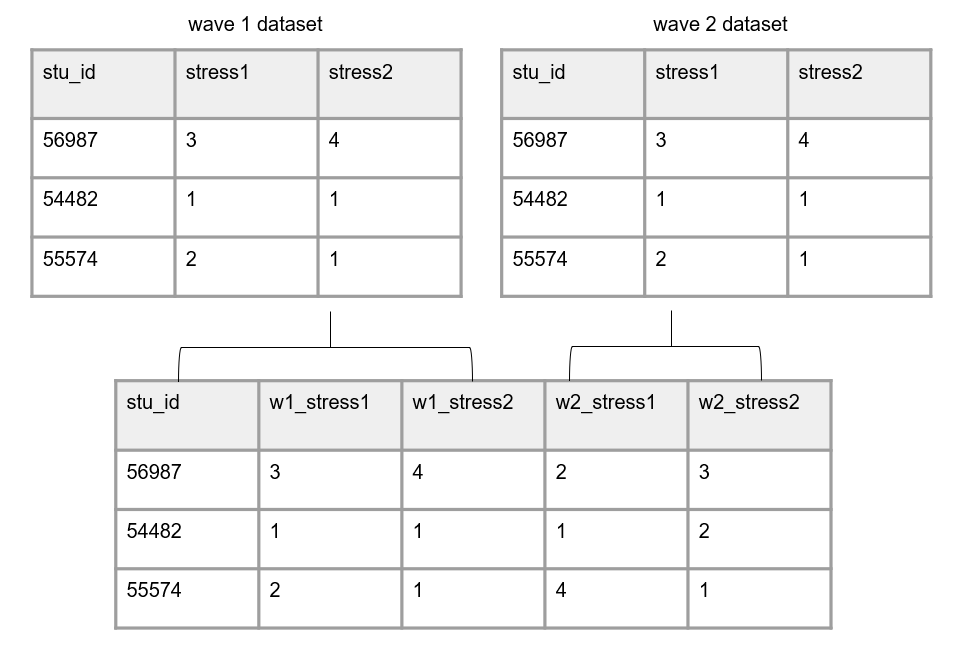 wave 1 dataset
stu_id stress1 stress2
56987 3 4
54482 1 1
55574 2 1
wave 2 dataset
stu_id stress1 stress2
56987 3 4
54482 1 1
55574 2 1
stu_id w1_stress1 w1_stress2 w2_stress1 w2_stress2
56987 3 4 2 3
54482 1 1 1 2
55574 2 1 4 1